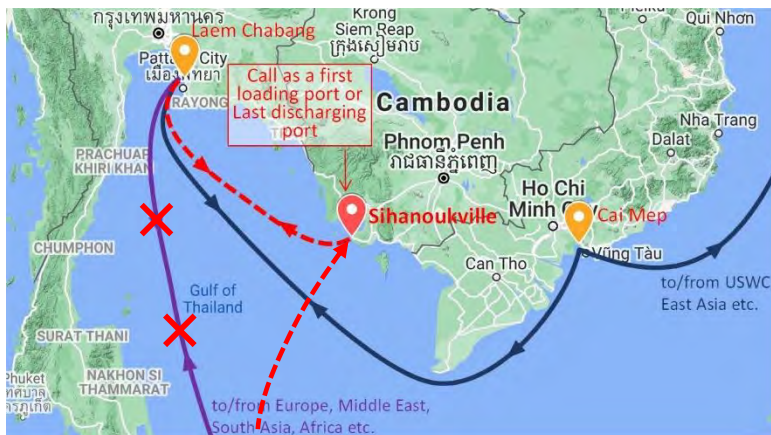 กรุงเทพมหานคร
Laem Chabang
Krong
Siem Reap
ក្រុងសៀមរាប
Qui Nhơn
City
เมืองพัทยา
RAYONG
Call as a first
loading port or
Last discharging
port
Cambodia
Nha Trang
Dalat
Phnom Penh
រាជធានីភ្នំពេញ
PRACHUAP
KHIRI KHAN
Ho Chi
Minh City
Sihanoukville
Cai Mep
CHUMPHON
Can Tho
Vũng Tàu
Gulf of
Thailand
to/from USWC
East Asia etc.
SURAT THANI
Phuket
NAKHON SI
THAMMARAT
to/from Europe, Middle East,
South Asia, Africa etc.